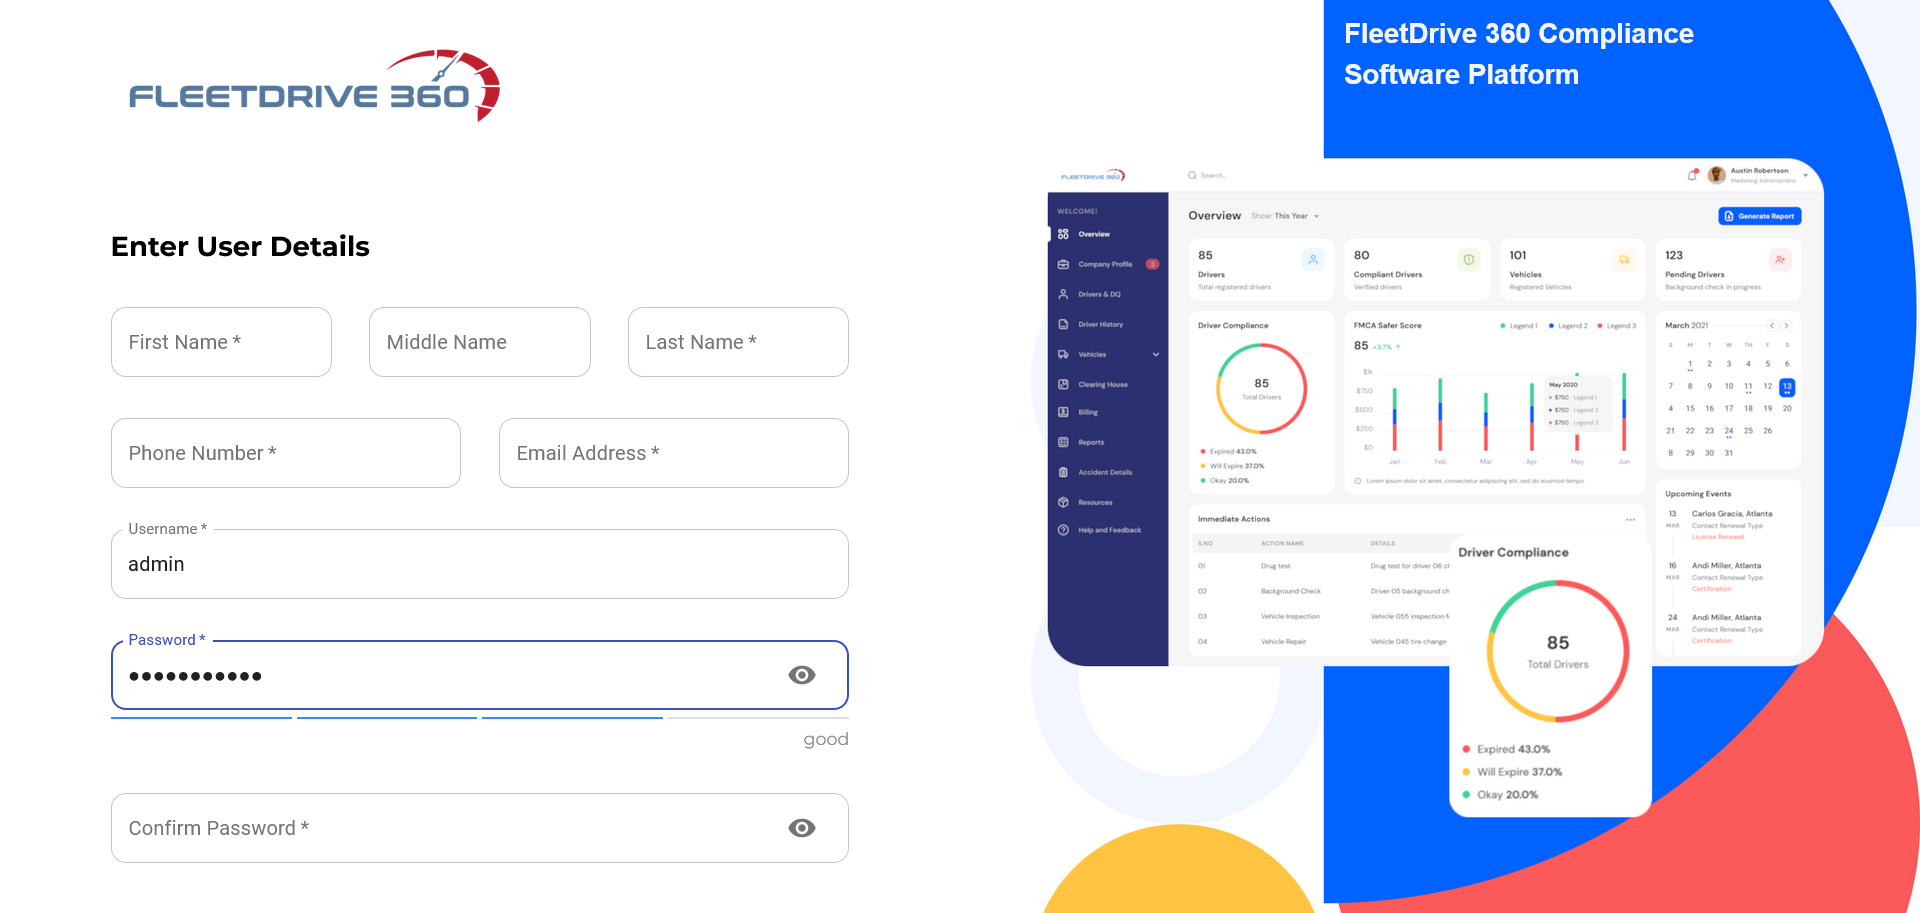 FLEETDRIVE 360
Enter User Details
First Name *
Middle Name
Last Name *
Phone Number *
Email Address *
Username *
admin
Password *
good
Confirm Password *
FleetDrive 360 Compliance
Software Platform
FLEETDRIVE 360
Search..
Austin Robertson
Marketing Administrator
WELCOME!
Overview
Company Profile
3
Drivers & DQ
Driver History
Vehicles
Clearing House
Billing
Reports
Accident Details
Resources
Help and Feedback
Overview
Show: This Year
Generate Report
85
Drivers
Total registered drivers
80
Compliant Drivers
Verified drivers
101
Vehicles
Registered Vehicles
123
Pending Drivers
Background check in progress
Driver Compliance
85
Total Drivers
Expired 43.0%
Will Expire 37.0%
Okay 20.0%
FMCA Safer Score
Legend 1
Legend 2
Legend 3
85 +3.7%
$1k
$750
$500
$250
$0
May 2020
$750 Legend 1
$750 Legend 2
$750 Legend 3
Jan Feb Mar Apr May Jun
Lorem ipsum dolor sit amet, consectetur adipiscing elit, sed do eiusmod tempo
March 2021
S M T W TH F S
1 2 3 4 5 6
7 8 9 10 11 12 13
4 15 16 17 18 19 20
21 22 23 24 25 26
8 29 30 31
Immediate Actions
S.NO ACTION NAME DETAILS
01 Drug test Drug test for driver 06 cl
02 Background Check Driver 05 background ch
03 Vehicle Inspection Vehicle 055 inspection
04 Vehicle Repair Vehicle 045 tire change
Upcoming Events
13 MAR
Carlos Gracia, Atlanta
Contact Renewal Type
License Renewal
16 MAR
Andi Miller, Atlanta
Contact Renewal Type
Certification
24 MAR
Andi Miller, Atlanta
Contact Renewal Type
Certification
Driver Compliance
85
Total Drivers
Expired 43.0%
Will Expire 37.0%
Okay 20.0%